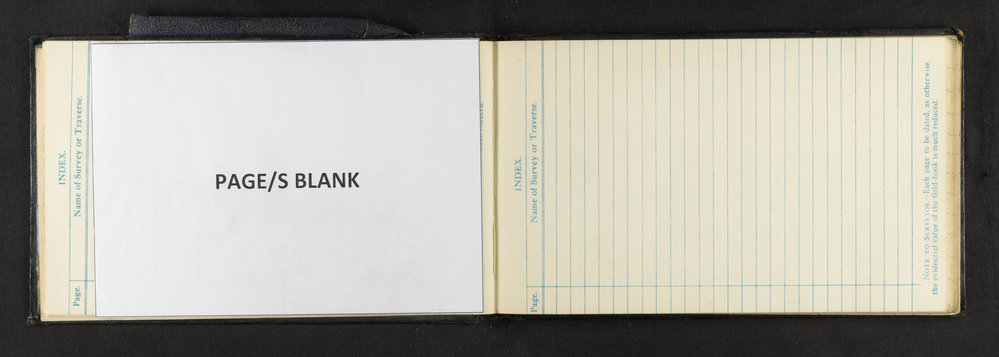 INDEX.
Name of Survey or Traverse.
Page.
PAGE/S BLANK
INDEX.
Name of Survey or Traverse.
Page.
NOTE TO SURVEYOR.—Each page to be dated, as otherwise
the evidential value of the field-book is much reduced.